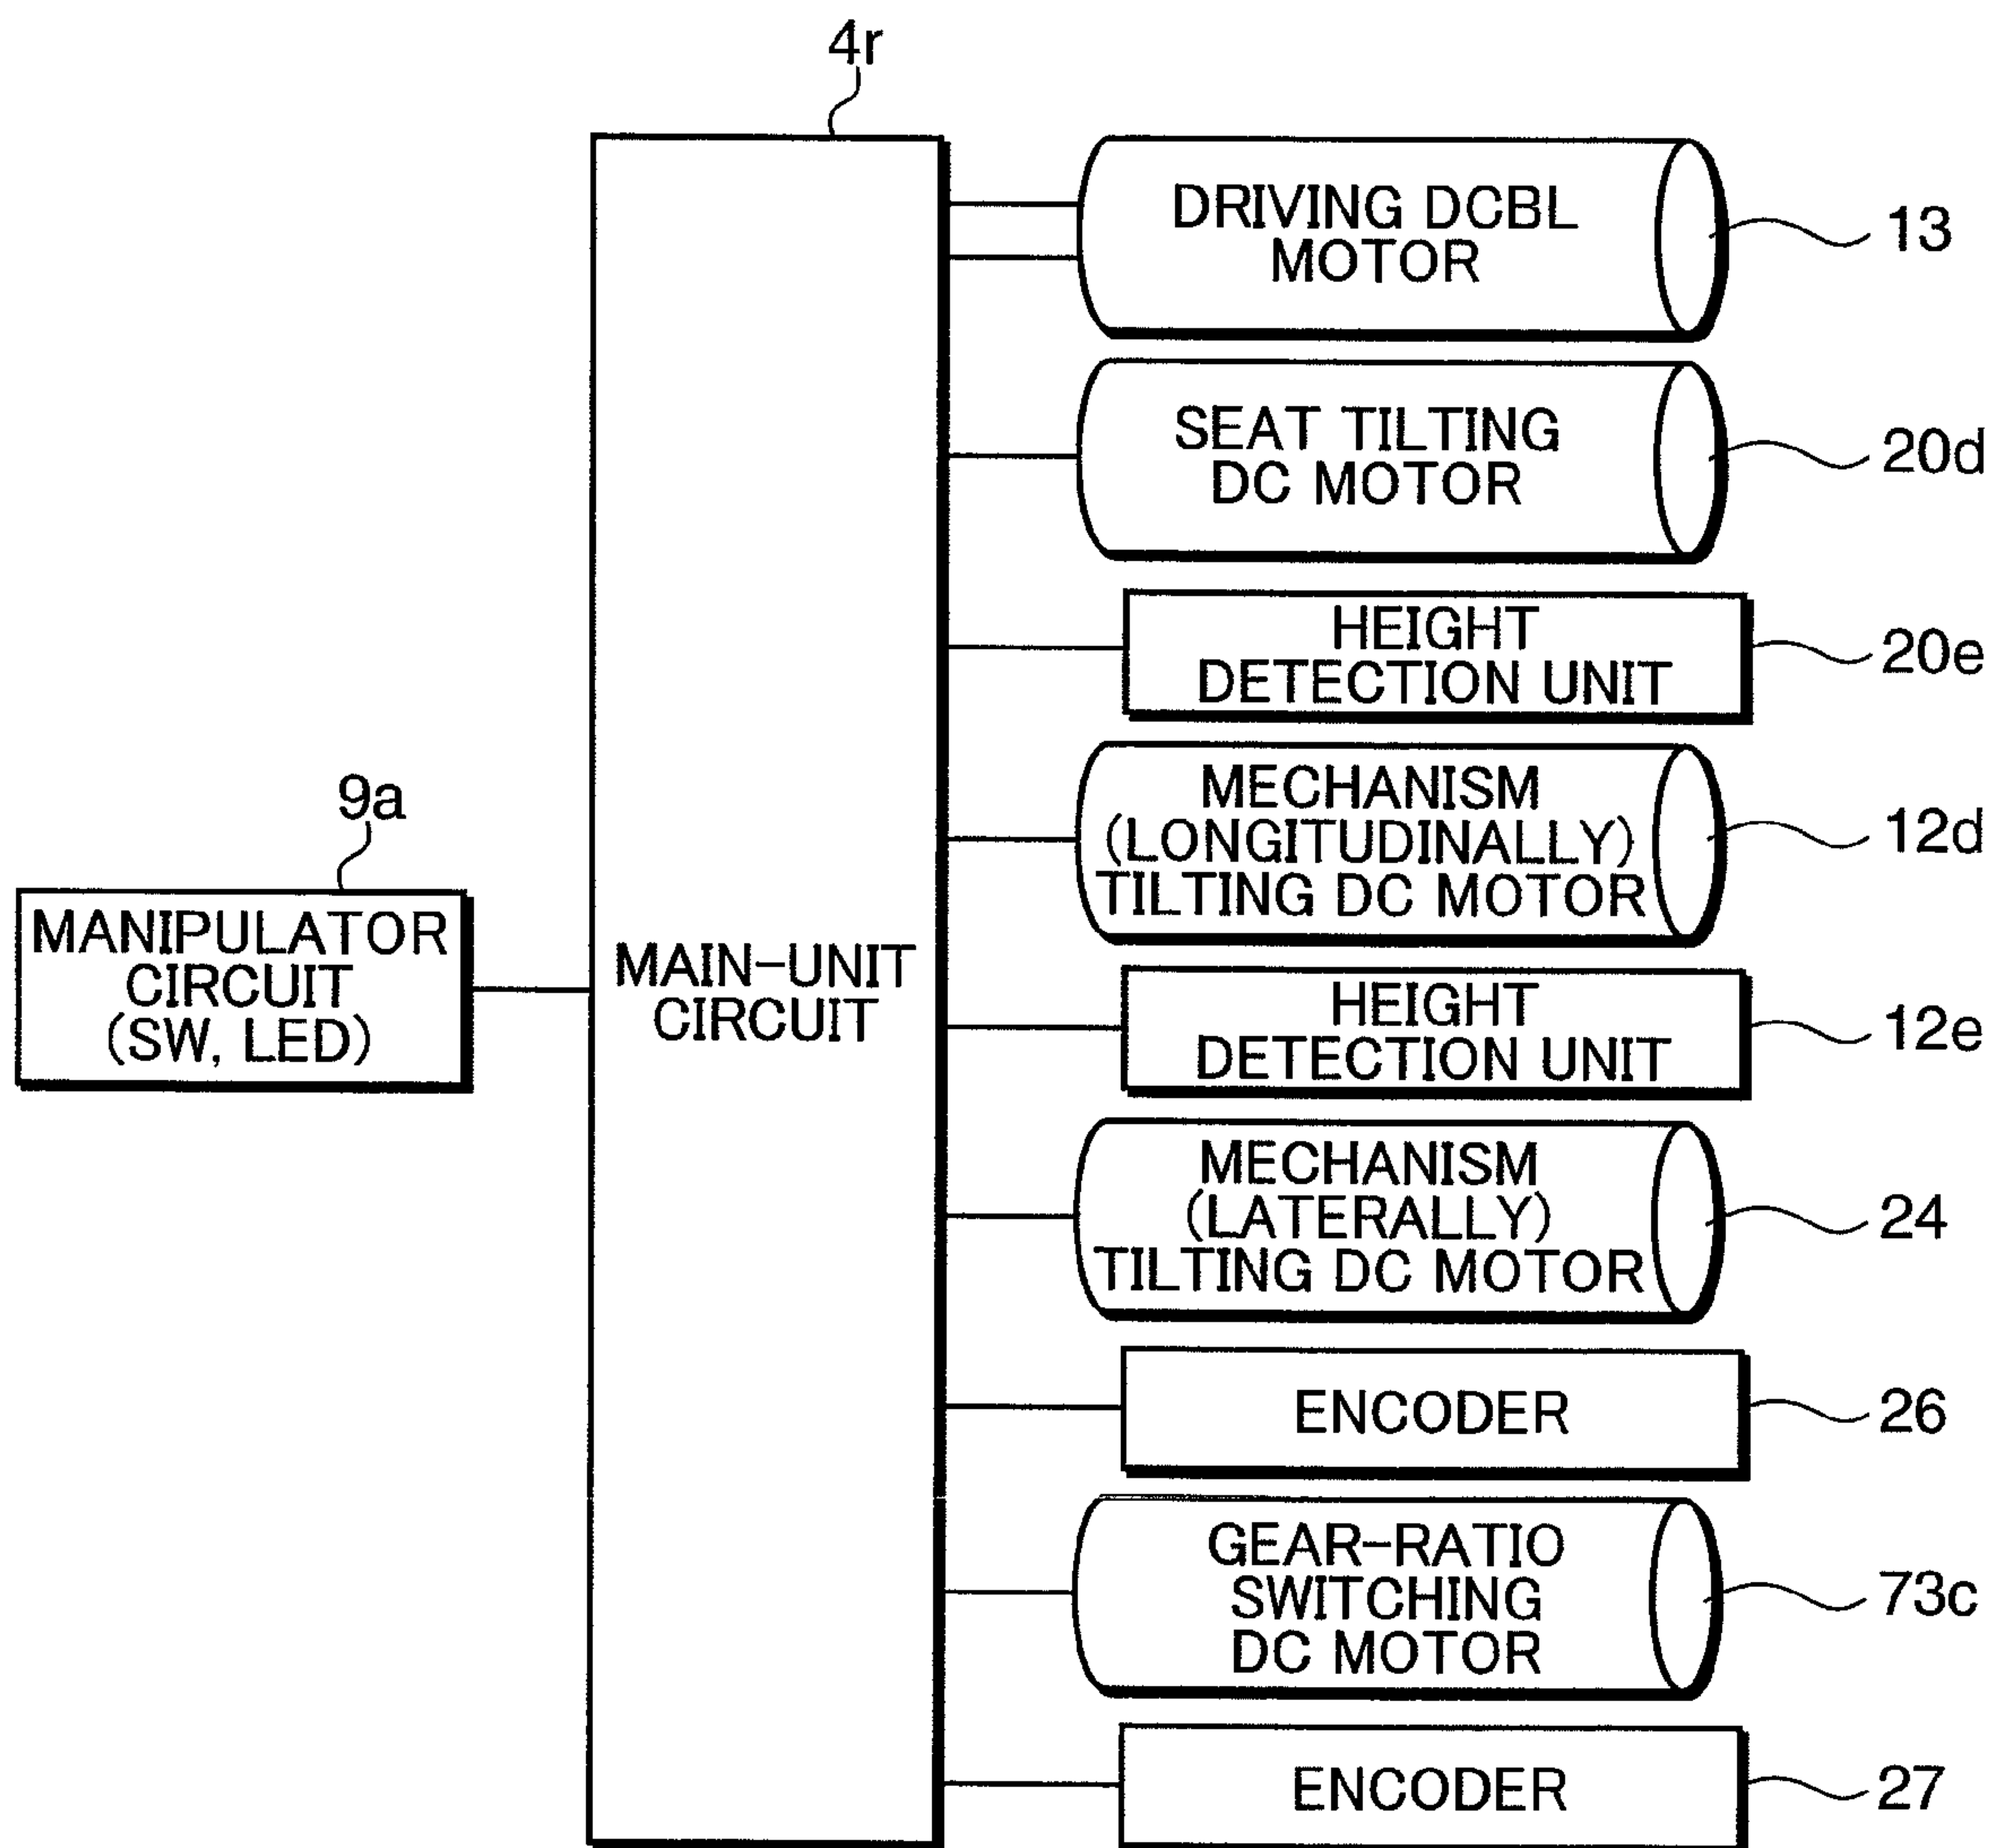 4r
DRIVING DCBL
MOTOR
13
SEAT TILTING
DC MOTOR
20d
HEIGHT
DETECTION UNIT
20e
MECHANISM
(LONGITUDINALLY)
TILTING DC MOTOR
12d
9a
MANIPULATOR
CIRCUIT
(SW, LED)
MAIN-UNIT
CIRCUIT
HEIGHT
DETECTION UNIT
12e
MECHANISM
(LATERALLY)
TILTING DC MOTOR
24
ENCODER
26
GEAR-RATIO
SWITCHING
DC MOTOR
73c
ENCODER
27